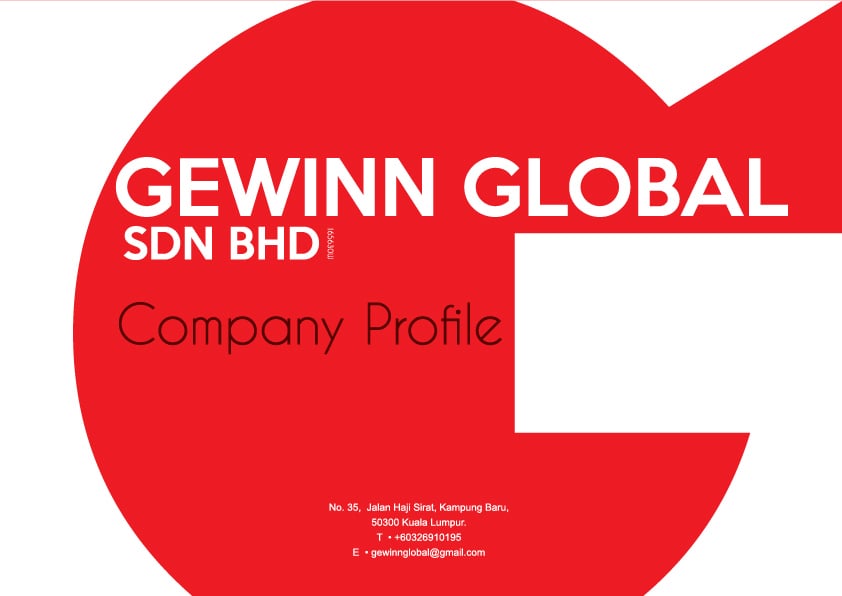 GEWINN GLOBAL
SDN BHD
Company Profile
No. 35, Jalan Haji Sirat, Kampung Baru,
50300 Kuala Lumpur.
T • +60326910195
E • gewinnglobal@gmail.com